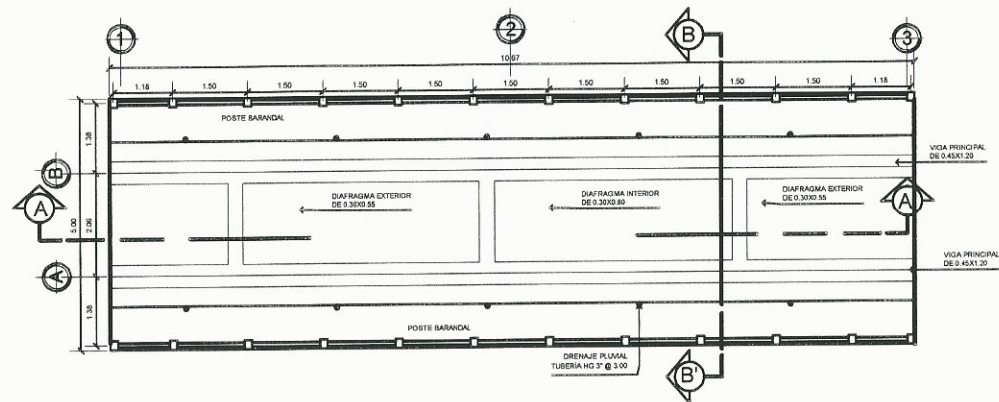 1
2
B
3
10.67
1.18 1.50 1.50 1.50 1.50 1.50 1.50 1.50 1.50 1.50 1.18
POSTE BARANDAL
1.38
B
VIGA PRINCIPAL
DE 0.45X1.20
A
DIAFRAGMA EXTERIOR
DE 0.30X0.55
DIAFRAGMA INTERIOR
DE 0.30X0.80
DIAFRAGMA EXTERIOR
DE 0.30X0.55
A
5.00
2.06
A
VIGA PRINCIPAL
DE 0.45X1.20
1.38
POSTE BARANDAL
DRENAJE PLUVIAL
TUBERÍA HG 3" @ 3.00
B'